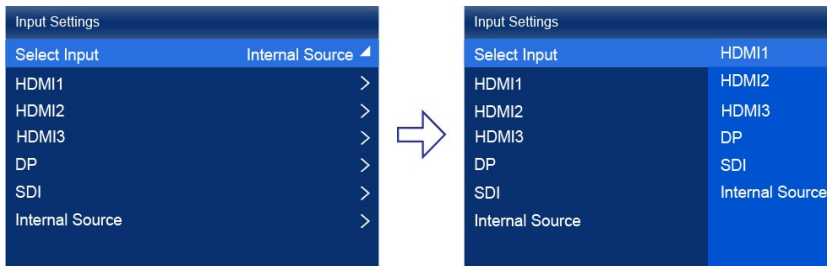 Input Settings
Select Input Internal Source
HDMI1
HDMI2
HDMI3
DP
SDI
Internal Source
Input Settings
Select Input HDMI1
HDMI1 HDMI2
HDMI2 HDMI3
HDMI3 DP
DP SDI
SDI Internal Source
Internal Source